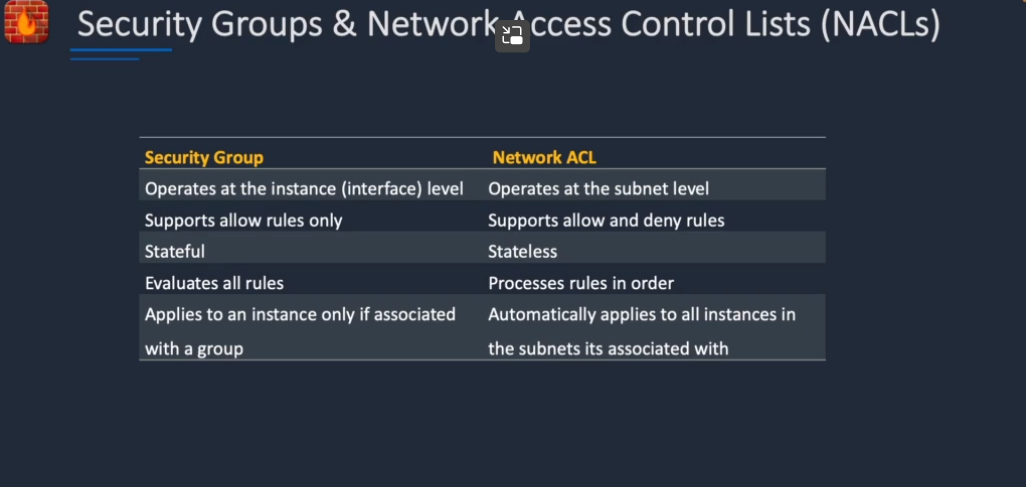 Security Groups & Network Access Control Lists (NACLs)
Security Group Network ACL
Operates at the instance (interface) level Operates at the subnet level
Supports allow rules only Supports allow and deny rules
Stateful Stateless
Evaluates all rules Processes rules in order
Applies to an instance only if associated Automatically applies to all instances in
with a group the subnets its associated with